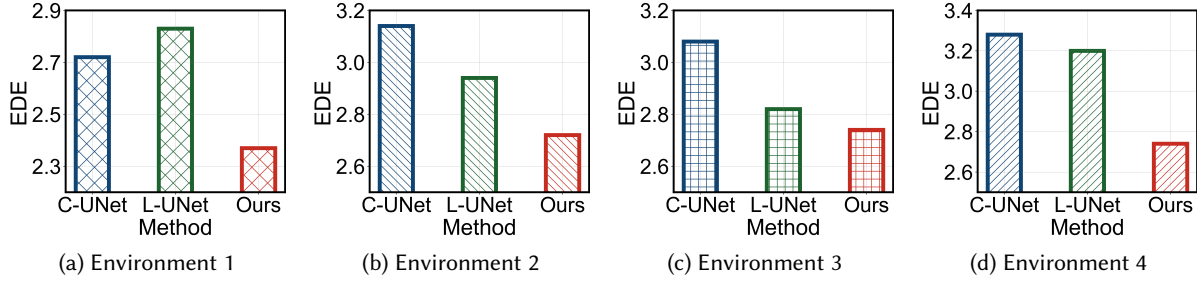 2.9
2.7
2.5
2.3
EDE
C-UNet L-UNet Ours
Method
(a) Environment 1
3.2
3.0
2.8
2.6
EDE
C-UNet L-UNet Ours
Method
(b) Environment 2
3.2
3.0
2.8
2.6
EDE
C-UNet L-UNet Ours
Method
(c) Environment 3
3.4
3.2
3.0
2.8
2.6
EDE
C-UNet L-UNet Ours
Method
(d) Environment 4